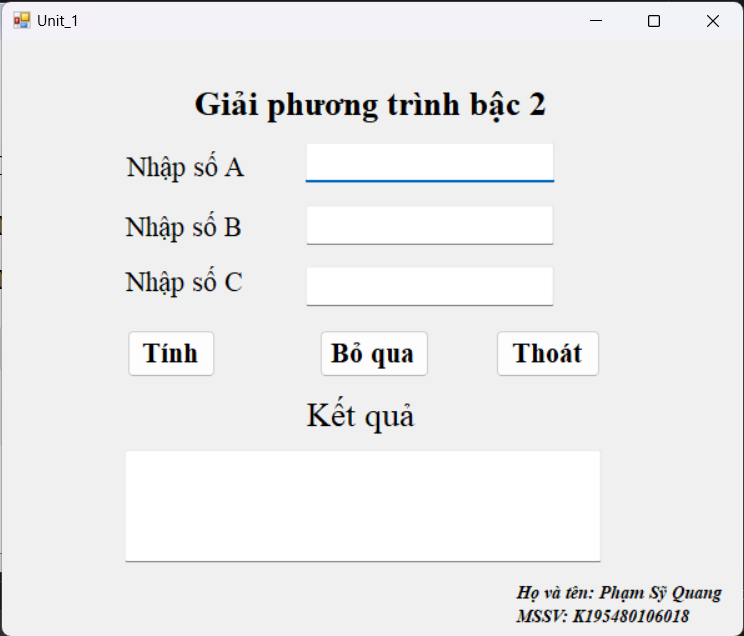 Unit_1
Giải phương trình bậc 2
Nhập số A
Nhập số B
Nhập số C
Tính Bỏ qua Thoát
Kết quả
Họ và tên: Phạm Sỹ Quang
MSSV: K195480106018